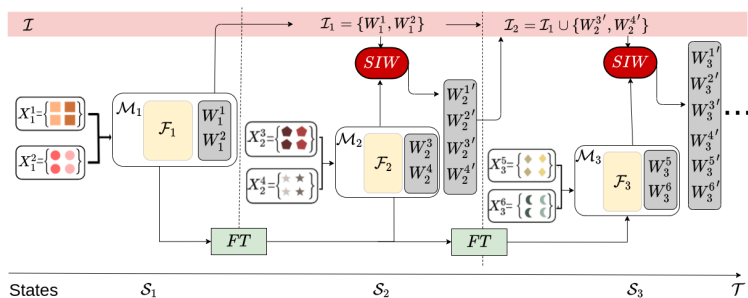 𝓘 𝓘₁ = {W₁¹, W₁²} 𝓘₂ = 𝓘₁ ∪ {W₂³′, W₂⁴′}
SIW
SIW
X₁¹={ }
X₁²={ }
𝓜₁
𝓕₁
W₁¹
W₁²
X₂³={ }
X₂⁴={ }
𝓜₂
𝓕₂
W₂³
W₂⁴
W₂¹′
W₂²′
W₂³′
W₂⁴′
X₃⁵={ }
X₃⁶={ }
𝓜₃
𝓕₃
W₃⁵
W₃⁶
W₃¹′
W₃²′
W₃³′
W₃⁴′
W₃⁵′
W₃⁶′
...
FT
FT
States 𝓢₁ 𝓢₂ 𝓢₃ 𝓣